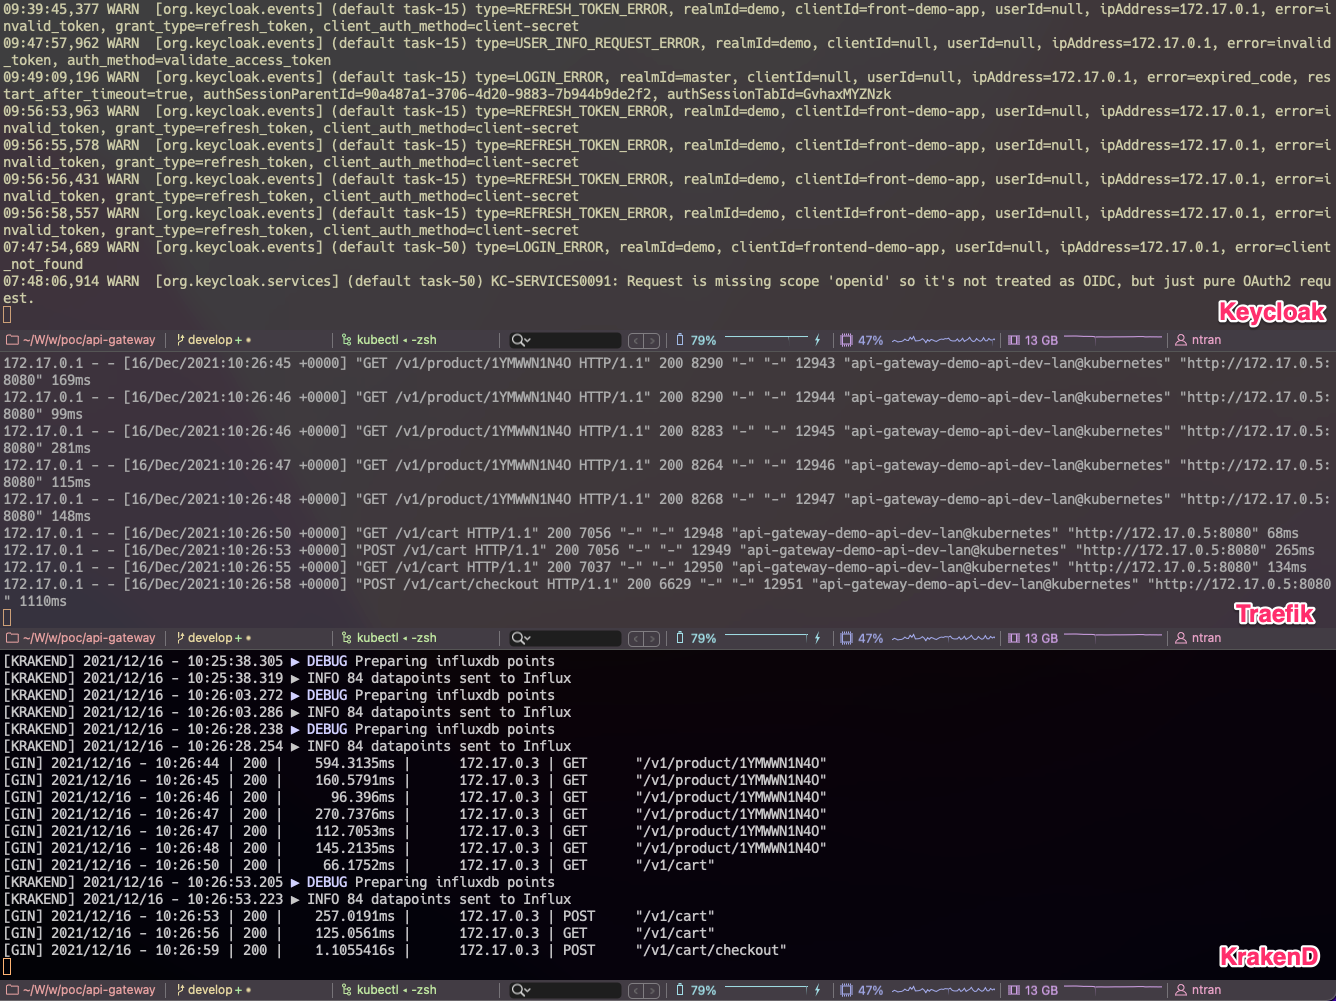 09:39:45,377 WARN  [org.keycloak.events] (default task-15) type=REFRESH_TOKEN_ERROR, realmId=demo, clientId=front-demo-app, userId=null, ipAddress=172.17.0.1, error=i
nvalid_token, grant_type=refresh_token, client_auth_method=client-secret
09:47:57,962 WARN  [org.keycloak.events] (default task-15) type=USER_INFO_REQUEST_ERROR, realmId=demo, clientId=null, userId=null, ipAddress=172.17.0.1, error=invalid
_token, auth_method=validate_access_token
09:49:09,196 WARN  [org.keycloak.events] (default task-15) type=LOGIN_ERROR, realmId=master, clientId=null, userId=null, ipAddress=172.17.0.1, error=expired_code, res
tart_after_timeout=true, authSessionParentId=90a487a1-3706-4d20-9883-7b944b9de2f2, authSessionTabId=GvhaxMYZNzk
09:56:53,963 WARN  [org.keycloak.events] (default task-15) type=REFRESH_TOKEN_ERROR, realmId=demo, clientId=front-demo-app, userId=null, ipAddress=172.17.0.1, error=i
nvalid_token, grant_type=refresh_token, client_auth_method=client-secret
09:56:55,578 WARN  [org.keycloak.events] (default task-15) type=REFRESH_TOKEN_ERROR, realmId=demo, clientId=front-demo-app, userId=null, ipAddress=172.17.0.1, error=i
nvalid_token, grant_type=refresh_token, client_auth_method=client-secret
09:56:56,431 WARN  [org.keycloak.events] (default task-15) type=REFRESH_TOKEN_ERROR, realmId=demo, clientId=front-demo-app, userId=null, ipAddress=172.17.0.1, error=i
nvalid_token, grant_type=refresh_token, client_auth_method=client-secret
09:56:58,557 WARN  [org.keycloak.events] (default task-15) type=REFRESH_TOKEN_ERROR, realmId=demo, clientId=front-demo-app, userId=null, ipAddress=172.17.0.1, error=i
nvalid_token, grant_type=refresh_token, client_auth_method=client-secret
07:47:54,689 WARN  [org.keycloak.events] (default task-50) type=LOGIN_ERROR, realmId=demo, clientId=frontend-demo-app, userId=null, ipAddress=172.17.0.1, error=client
_not_found
07:48:06,914 WARN  [org.keycloak.services] (default task-50) KC-SERVICES0091: Request is missing scope 'openid' so it's not treated as OIDC, but just pure OAuth2 requ
est.
Keycloak
~/W/w/poc/api-gateway develop+ • kubectl ◂ -zsh 79% 47% 13 GB ntran
172.17.0.1 - - [16/Dec/2021:10:26:45 +0000] "GET /v1/product/1YMWWN1N4O HTTP/1.1" 200 8290 "-" "-" 12943 "api-gateway-demo-api-dev-lan@kubernetes" "http://172.17.0.5:
8080" 169ms
172.17.0.1 - - [16/Dec/2021:10:26:46 +0000] "GET /v1/product/1YMWWN1N4O HTTP/1.1" 200 8290 "-" "-" 12944 "api-gateway-demo-api-dev-lan@kubernetes" "http://172.17.0.5:
8080" 99ms
172.17.0.1 - - [16/Dec/2021:10:26:46 +0000] "GET /v1/product/1YMWWN1N4O HTTP/1.1" 200 8283 "-" "-" 12945 "api-gateway-demo-api-dev-lan@kubernetes" "http://172.17.0.5:
8080" 281ms
172.17.0.1 - - [16/Dec/2021:10:26:47 +0000] "GET /v1/product/1YMWWN1N4O HTTP/1.1" 200 8264 "-" "-" 12946 "api-gateway-demo-api-dev-lan@kubernetes" "http://172.17.0.5:
8080" 115ms
172.17.0.1 - - [16/Dec/2021:10:26:48 +0000] "GET /v1/product/1YMWWN1N4O HTTP/1.1" 200 8268 "-" "-" 12947 "api-gateway-demo-api-dev-lan@kubernetes" "http://172.17.0.5:
8080" 148ms
172.17.0.1 - - [16/Dec/2021:10:26:50 +0000] "GET /v1/cart HTTP/1.1" 200 7056 "-" "-" 12948 "api-gateway-demo-api-dev-lan@kubernetes" "http://172.17.0.5:8080" 68ms
172.17.0.1 - - [16/Dec/2021:10:26:53 +0000] "POST /v1/cart HTTP/1.1" 200 7056 "-" "-" 12949 "api-gateway-demo-api-dev-lan@kubernetes" "http://172.17.0.5:8080" 265ms
172.17.0.1 - - [16/Dec/2021:10:26:55 +0000] "GET /v1/cart HTTP/1.1" 200 7037 "-" "-" 12950 "api-gateway-demo-api-dev-lan@kubernetes" "http://172.17.0.5:8080" 134ms
172.17.0.1 - - [16/Dec/2021:10:26:58 +0000] "POST /v1/cart/checkout HTTP/1.1" 200 6629 "-" "-" 12951 "api-gateway-demo-api-dev-lan@kubernetes" "http://172.17.0.5:8080
" 1110ms
Traefik
~/W/w/poc/api-gateway develop+ • kubectl ◂ -zsh 79% 47% 13 GB ntran
[KRAKEND] 2021/12/16 - 10:25:38.305 ▶ DEBUG Preparing influxdb points
[KRAKEND] 2021/12/16 - 10:25:38.319 ▶ INFO 84 datapoints sent to Influx
[KRAKEND] 2021/12/16 - 10:26:03.272 ▶ DEBUG Preparing influxdb points
[KRAKEND] 2021/12/16 - 10:26:03.286 ▶ INFO 84 datapoints sent to Influx
[KRAKEND] 2021/12/16 - 10:26:28.238 ▶ DEBUG Preparing influxdb points
[KRAKEND] 2021/12/16 - 10:26:28.254 ▶ INFO 84 datapoints sent to Influx
[GIN] 2021/12/16 - 10:26:44 | 200 |    594.3135ms |      172.17.0.3 | GET      "/v1/product/1YMWWN1N4O"
[GIN] 2021/12/16 - 10:26:45 | 200 |    160.5791ms |      172.17.0.3 | GET      "/v1/product/1YMWWN1N4O"
[GIN] 2021/12/16 - 10:26:46 | 200 |      96.396ms |      172.17.0.3 | GET      "/v1/product/1YMWWN1N4O"
[GIN] 2021/12/16 - 10:26:47 | 200 |    270.7376ms |      172.17.0.3 | GET      "/v1/product/1YMWWN1N4O"
[GIN] 2021/12/16 - 10:26:47 | 200 |    112.7053ms |      172.17.0.3 | GET      "/v1/product/1YMWWN1N4O"
[GIN] 2021/12/16 - 10:26:48 | 200 |    145.2135ms |      172.17.0.3 | GET      "/v1/product/1YMWWN1N4O"
[GIN] 2021/12/16 - 10:26:50 | 200 |     66.1752ms |      172.17.0.3 | GET      "/v1/cart"
[KRAKEND] 2021/12/16 - 10:26:53.205 ▶ DEBUG Preparing influxdb points
[KRAKEND] 2021/12/16 - 10:26:53.223 ▶ INFO 84 datapoints sent to Influx
[GIN] 2021/12/16 - 10:26:53 | 200 |    257.0191ms |      172.17.0.3 | POST     "/v1/cart"
[GIN] 2021/12/16 - 10:26:56 | 200 |    125.0561ms |      172.17.0.3 | GET      "/v1/cart"
[GIN] 2021/12/16 - 10:26:59 | 200 |    1.1055416s |      172.17.0.3 | POST     "/v1/cart/checkout"
KrakenD
~/W/w/poc/api-gateway develop+ • kubectl ◂ -zsh 79% 47% 13 GB ntran